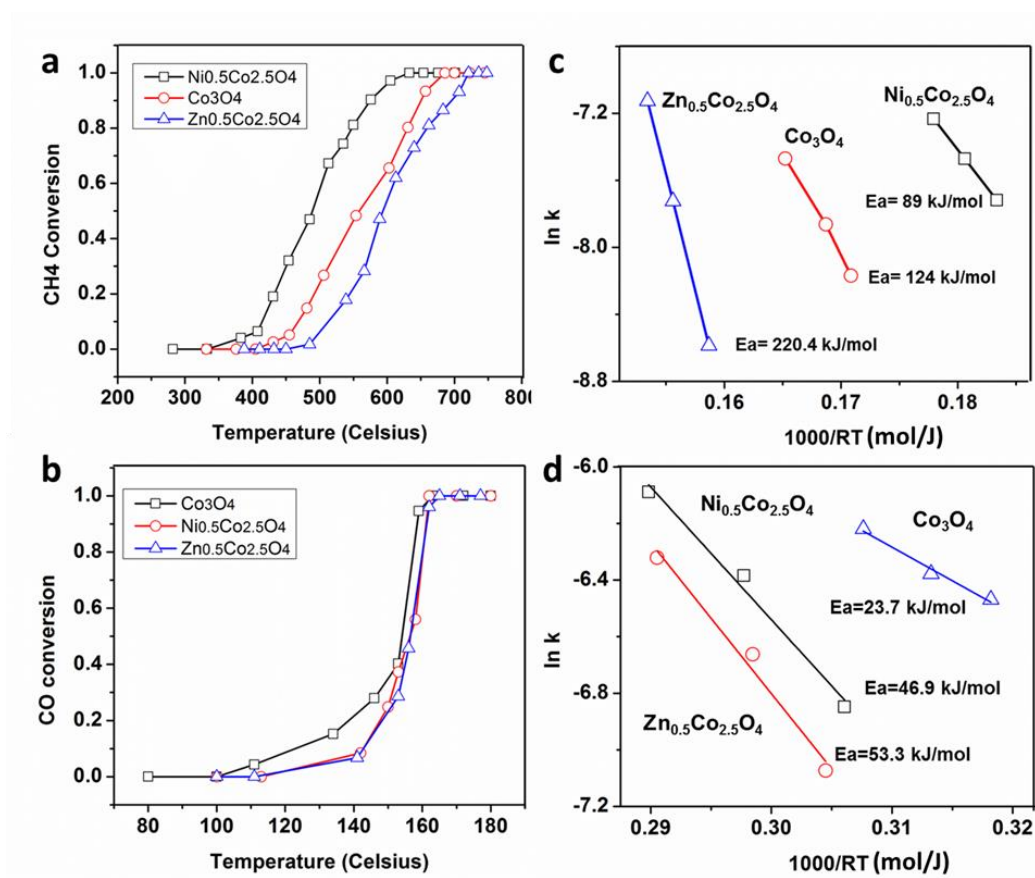 a
Ni0.5Co2.5O4
Co3O4
Zn0.5Co2.5O4
CH4 Conversion
1.0
0.8
0.6
0.4
0.2
0.0
200 300 400 500 600 700 800
Temperature (Celsius)
c
Zn0.5Co2.5O4
Co3O4
Ni0.5Co2.5O4
Ea= 89 kJ/mol
Ea= 124 kJ/mol
Ea= 220.4 kJ/mol
ln k
-7.2
-8.0
-8.8
0.16 0.17 0.18
1000/RT (mol/J)
b
Co3O4
Ni0.5Co2.5O4
Zn0.5Co2.5O4
CO conversion
1.0
0.8
0.6
0.4
0.2
0.0
80 100 120 140 160 180
Temperature (Celsius)
d
Ni0.5Co2.5O4
Co3O4
Ea=23.7 kJ/mol
Ea=46.9 kJ/mol
Zn0.5Co2.5O4
Ea=53.3 kJ/mol
ln k
-6.0
-6.4
-6.8
-7.2
0.29 0.30 0.31 0.32
1000/RT (mol/J)